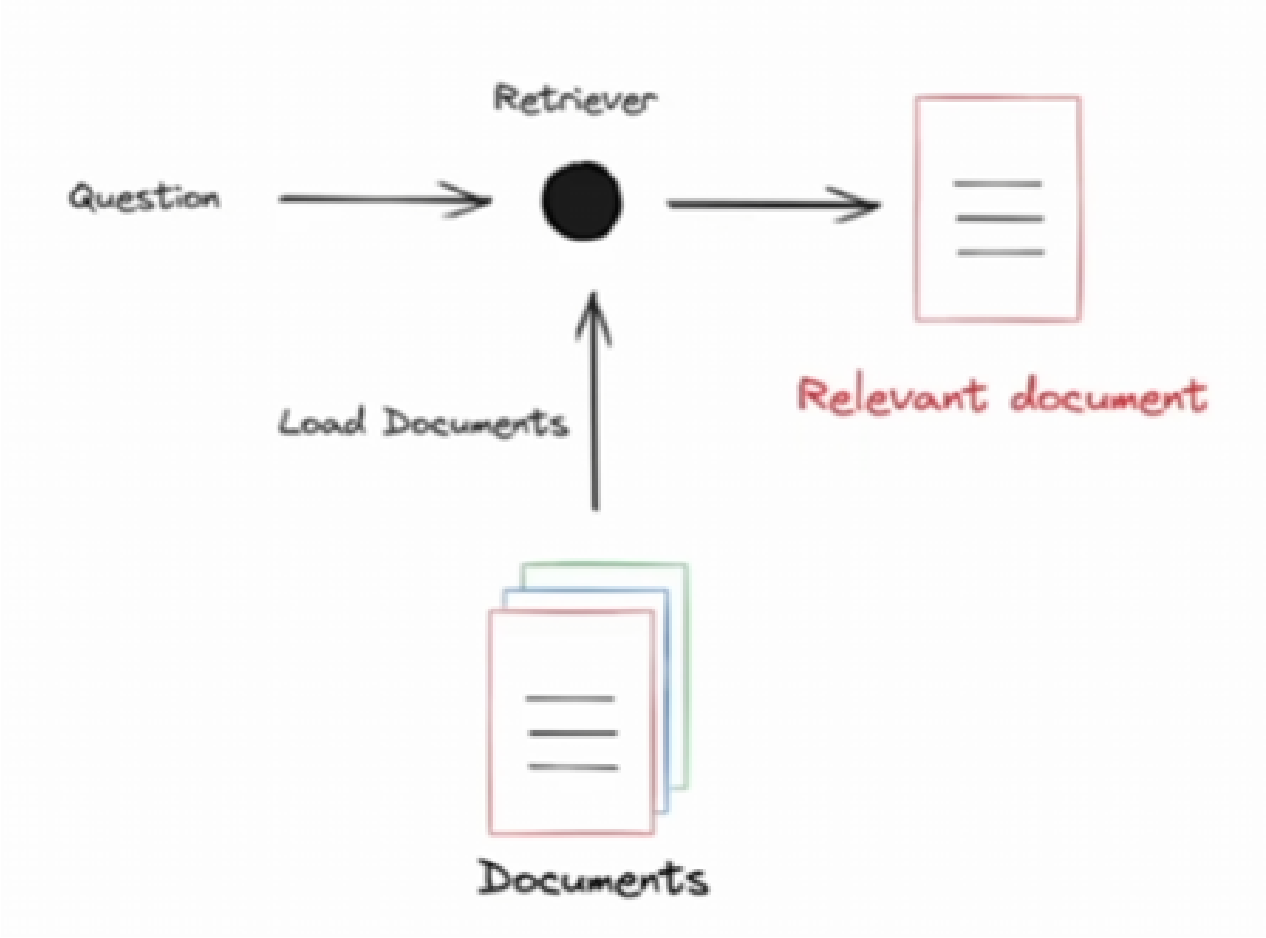 Retriever
Question
Relevant document
Load Documents
Documents